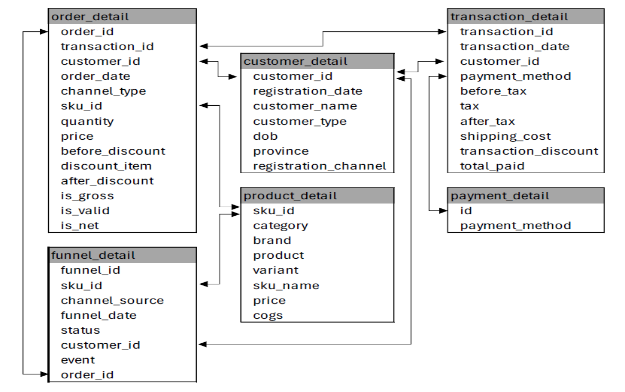 order_detail
order_id
transaction_id
customer_id
order_date
channel_type
sku_id
quantity
price
before_discount
discount_item
after_discount
is_gross
is_valid
is_net
customer_detail
customer_id
registration_date
customer_name
customer_type
dob
province
registration_channel
transaction_detail
transaction_id
transaction_date
customer_id
payment_method
before_tax
tax
after_tax
shipping_cost
transaction_discount
total_paid
product_detail
sku_id
category
brand
product
variant
sku_name
price
cogs
payment_detail
id
payment_method
funnel_detail
funnel_id
sku_id
channel_source
funnel_date
status
customer_id
event
order_id